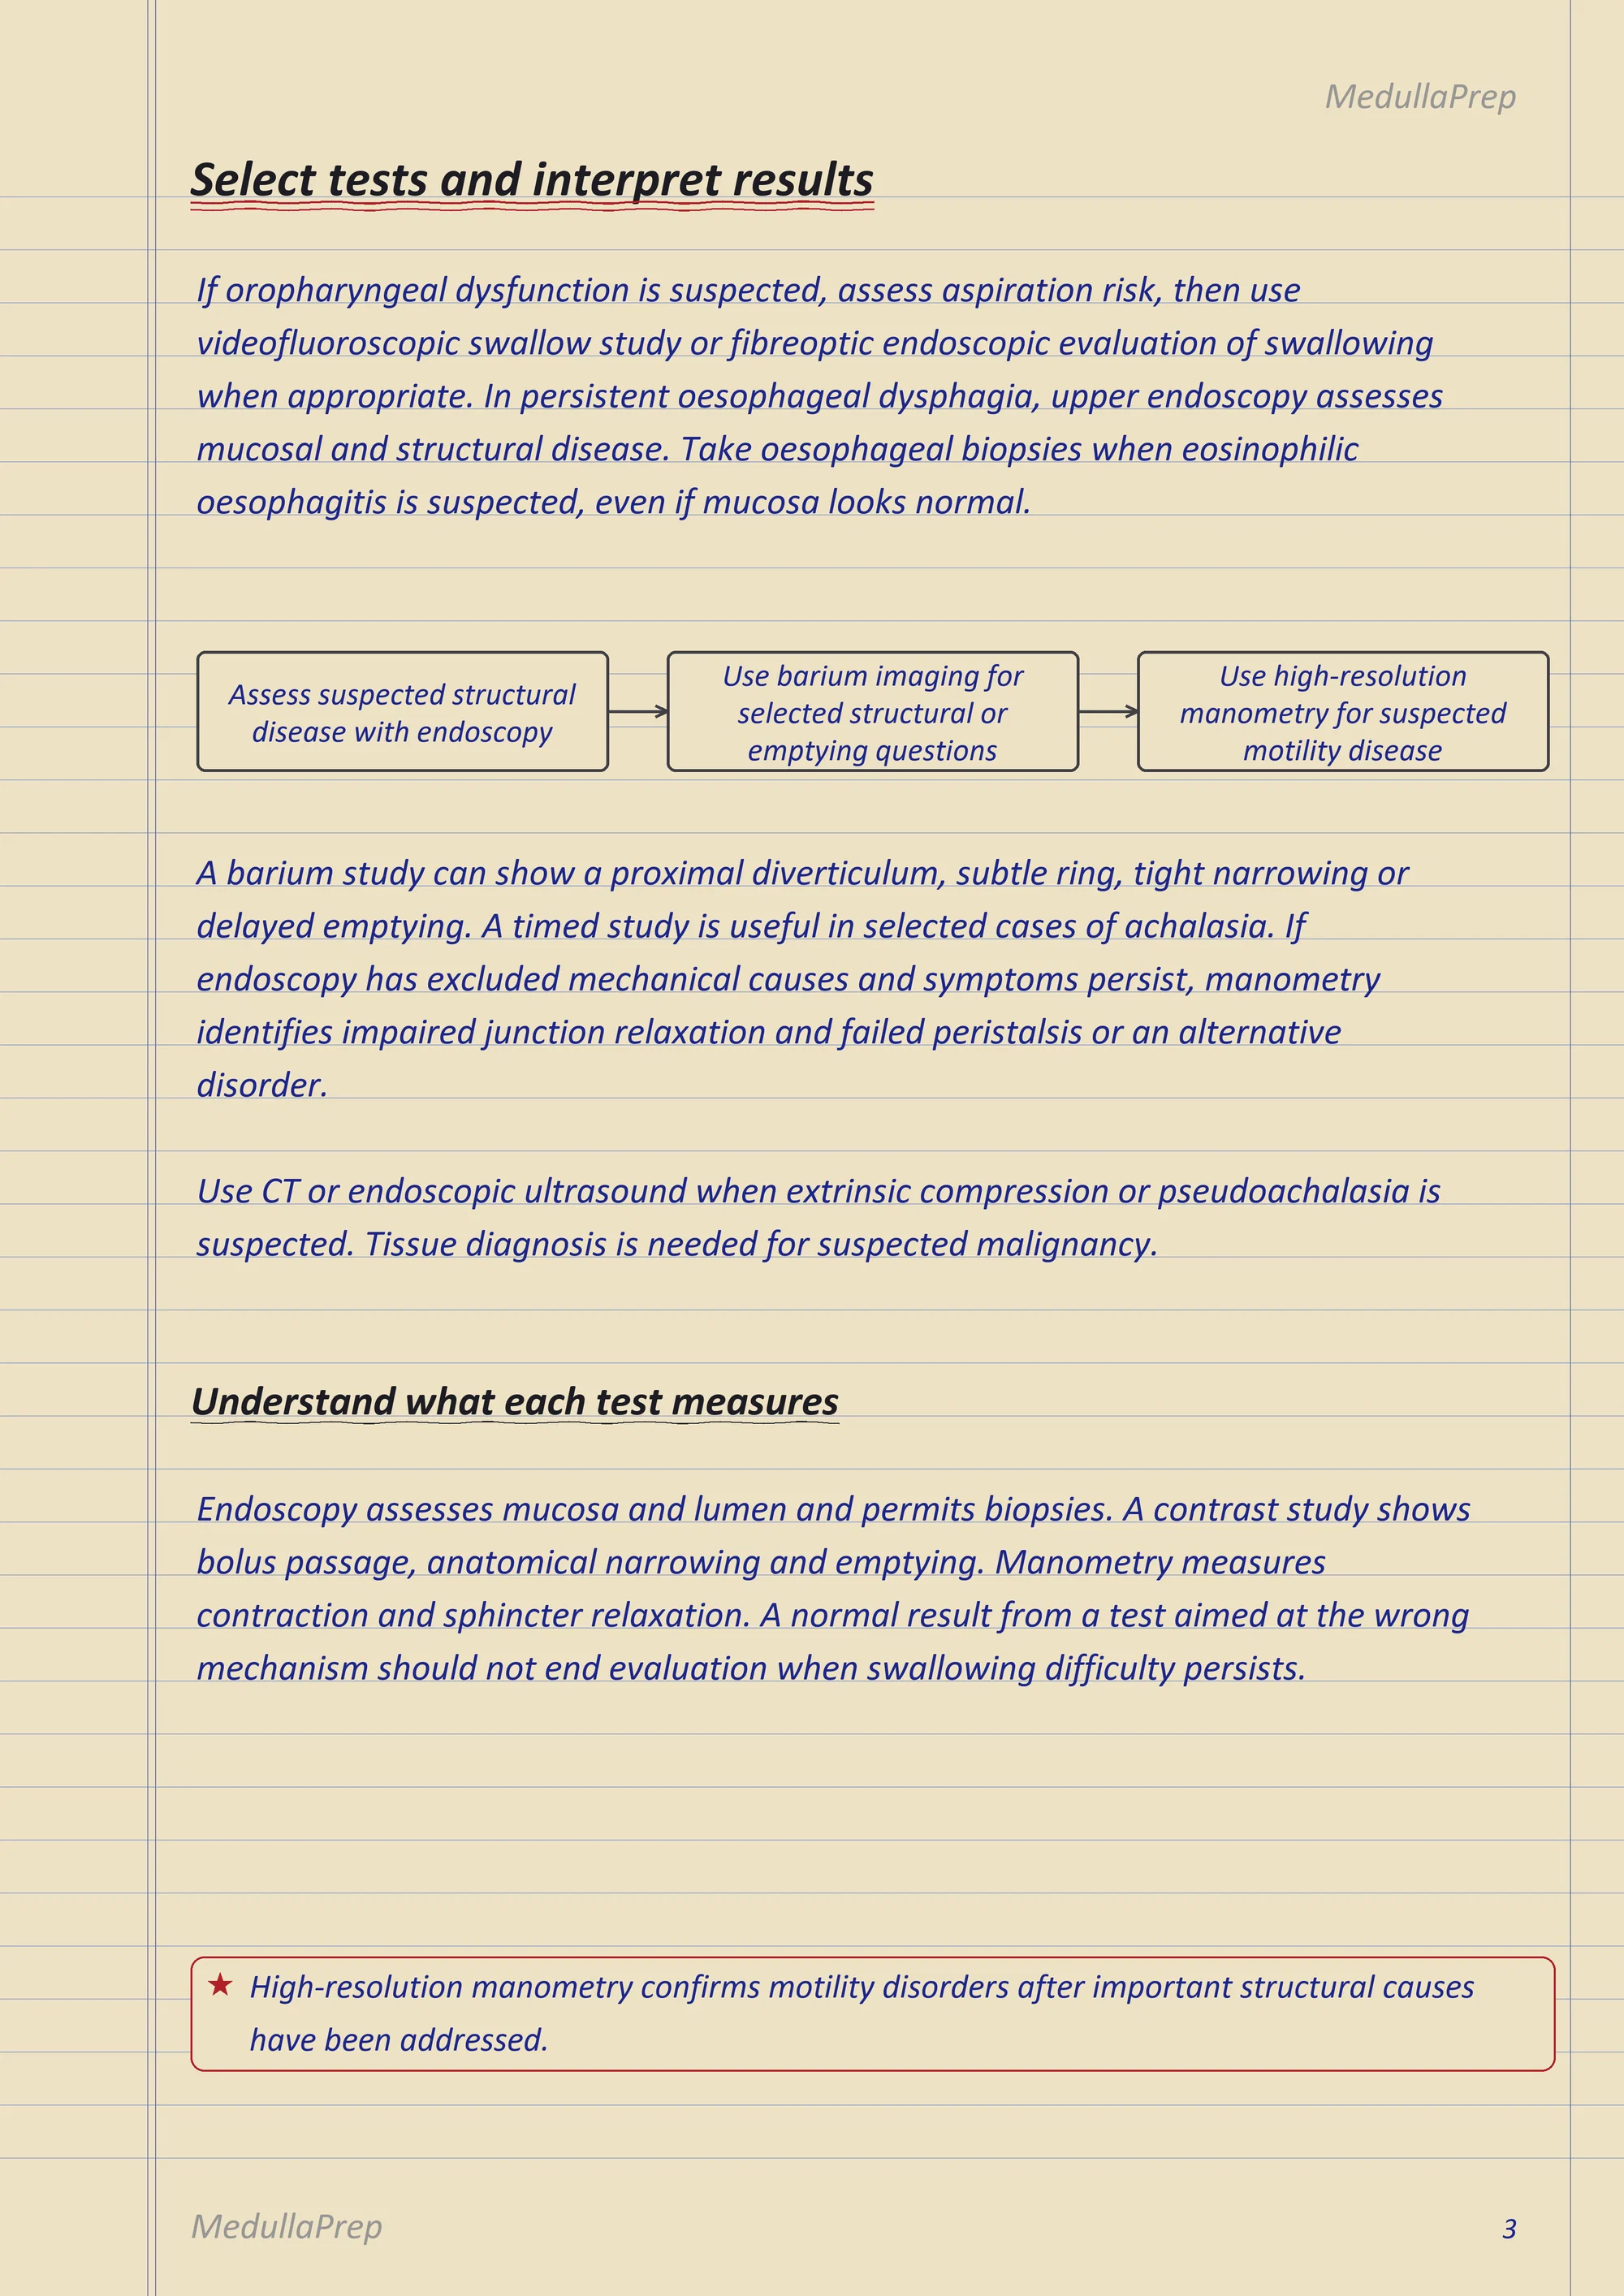 MedullaPrep
Select tests and interpret results
If oropharyngeal dysfunction is suspected, assess aspiration risk, then use
videofluoroscopic swallow study or fibreoptic endoscopic evaluation of swallowing
when appropriate. In persistent oesophageal dysphagia, upper endoscopy assesses
mucosal and structural disease. Take oesophageal biopsies when eosinophilic
oesophagitis is suspected, even if mucosa looks normal.
Assess suspected structural
disease with endoscopy
Use barium imaging for
selected structural or
emptying questions
Use high-resolution
manometry for suspected
motility disease
A barium study can show a proximal diverticulum, subtle ring, tight narrowing or
delayed emptying. A timed study is useful in selected cases of achalasia. If
endoscopy has excluded mechanical causes and symptoms persist, manometry
identifies impaired junction relaxation and failed peristalsis or an alternative
disorder.
Use CT or endoscopic ultrasound when extrinsic compression or pseudoachalasia is
suspected. Tissue diagnosis is needed for suspected malignancy.
Understand what each test measures
Endoscopy assesses mucosa and lumen and permits biopsies. A contrast study shows
bolus passage, anatomical narrowing and emptying. Manometry measures
contraction and sphincter relaxation. A normal result from a test aimed at the wrong
mechanism should not end evaluation when swallowing difficulty persists.
★ High-resolution manometry confirms motility disorders after important structural causes
have been addressed.
MedullaPrep
3